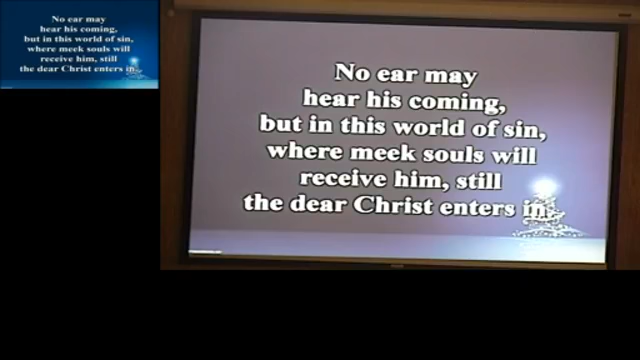 No ear may
hear his coming,
but in this world of sin,
where meek souls will
receive him, still
the dear Christ enters in.
No ear may
hear his coming,
but in this world of sin,
where meek souls will
receive him, still
the dear Christ enters in.